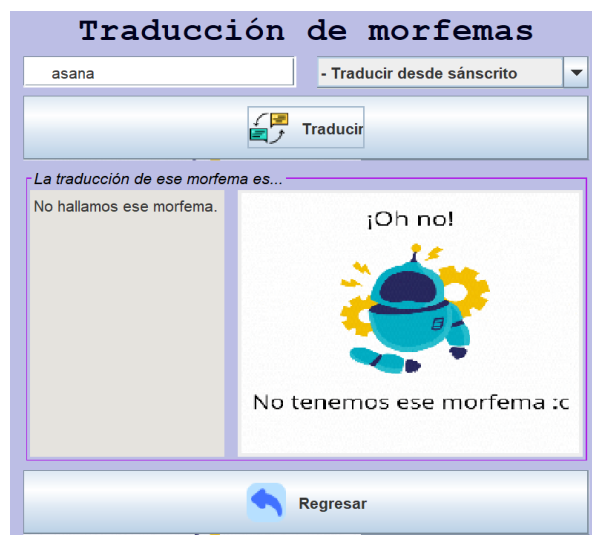 Traducción de morfemas
asana
- Traducir desde sánscrito
Traducir
La traducción de ese morfema es...
No hallamos ese morfema.
¡Oh no!
No tenemos ese morfema :c
Regresar